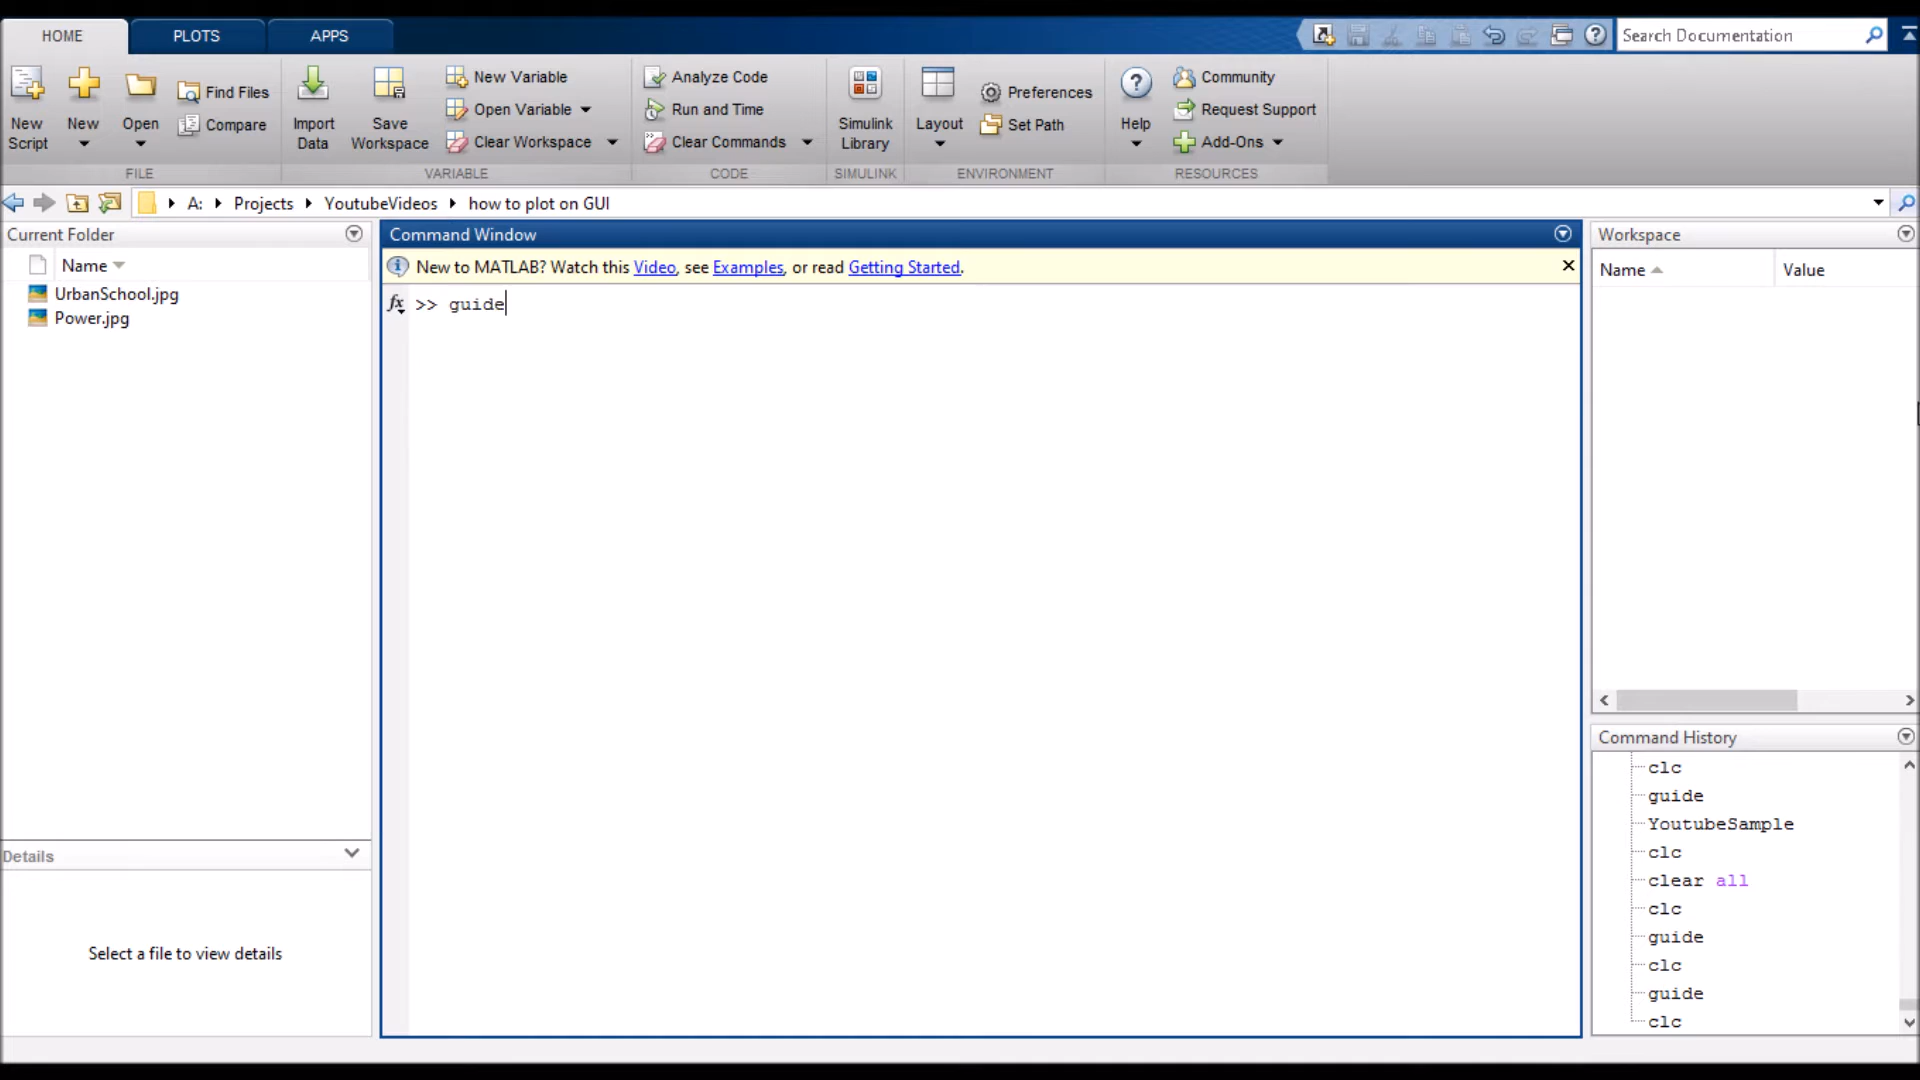 HOME PLOTS APPS Search Documentation
New Script
New
Open
Find Files
Compare
FILE
Import Data
Save Workspace
New Variable
Open Variable
Clear Workspace
VARIABLE
Analyze Code
Run and Time
Clear Commands
CODE
Simulink Library
SIMULINK
Layout
Preferences
Set Path
ENVIRONMENT
Help
Community
Request Support
Add-Ons
RESOURCES
A: Projects YoutubeVideos how to plot on GUI
Current Folder
Name
UrbanSchool.jpg
Power.jpg
Details
Select a file to view details
Command Window
New to MATLAB? Watch this Video, see Examples, or read Getting Started.
fx >> guide
Workspace
Name Value
Command History
clc
guide
YoutubeSample
clc
clear all
clc
guide
clc
guide
clc